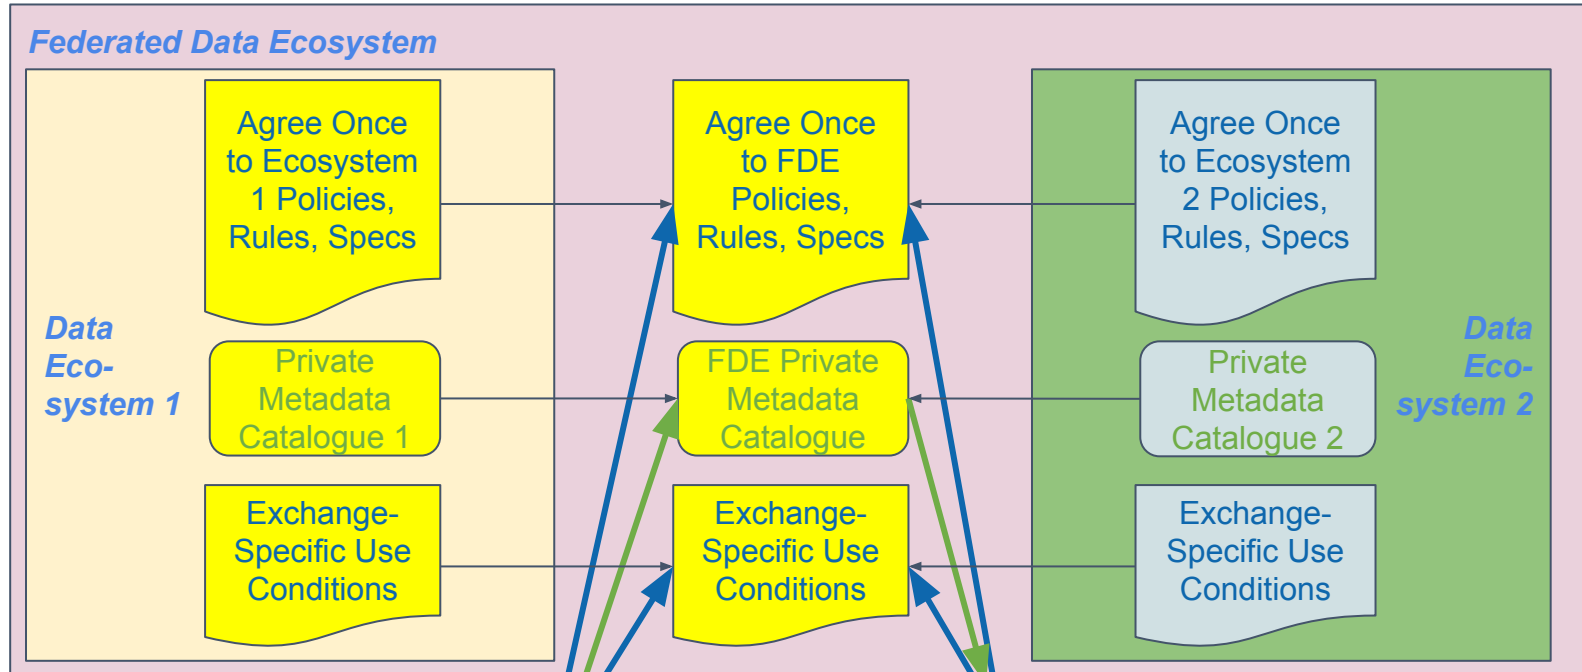 Federated Data Ecosystem
Agree Once
to Ecosystem
1 Policies,
Rules, Specs
Agree Once
to FDE
Policies,
Rules, Specs
Agree Once
to Ecosystem
2 Policies,
Rules, Specs
Data
Eco-
system 1
Private
Metadata
Catalogue 1
FDE Private
Metadata
Catalogue
Private
Metadata
Catalogue 2
Data
Eco-
system 2
Exchange-
Specific Use
Conditions
Exchange-
Specific Use
Conditions
Exchange-
Specific Use
Conditions